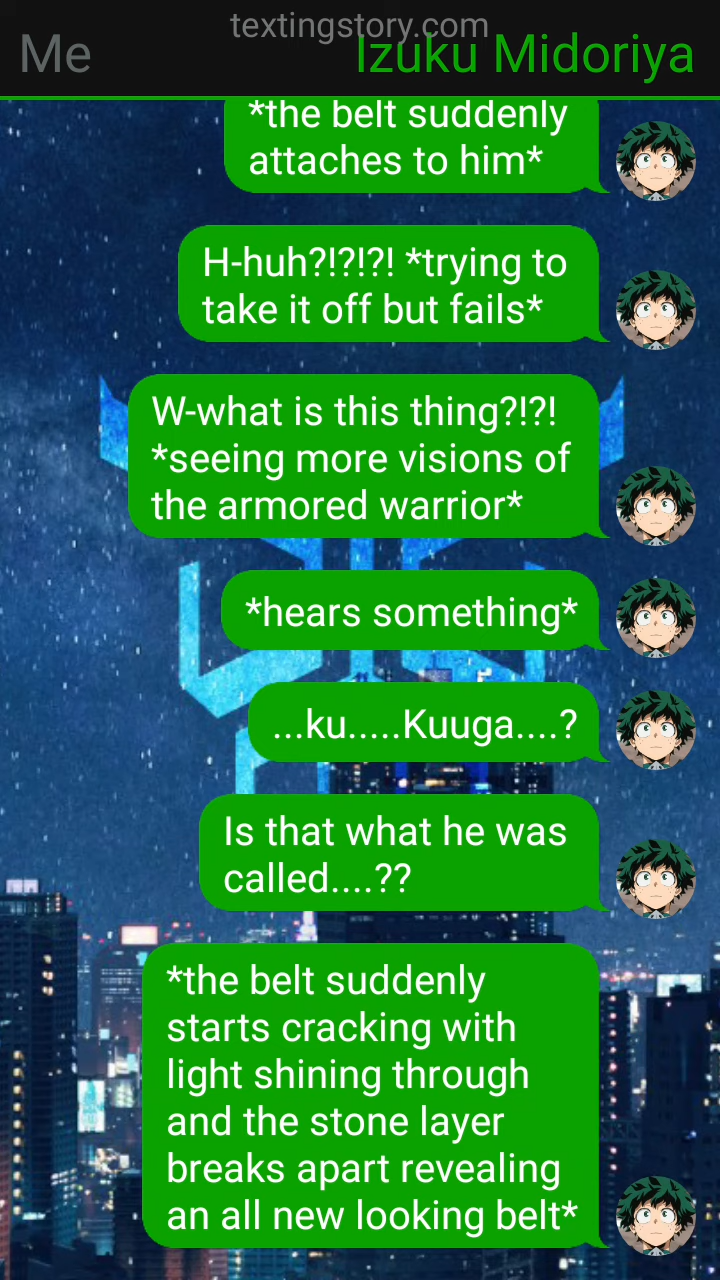 textingstory.com
Me
Izuku Midoriya
*the belt suddenly
attaches to him*
H-huh?!?!?! *trying to
take it off but fails*
W-what is this thing?!?!
*seeing more visions of
the armored warrior*
*hears something*
...ku.....Kuuga....?
Is that what he was
called....??
*the belt suddenly
starts cracking with
light shining through
and the stone layer
breaks apart revealing
an all new looking belt*